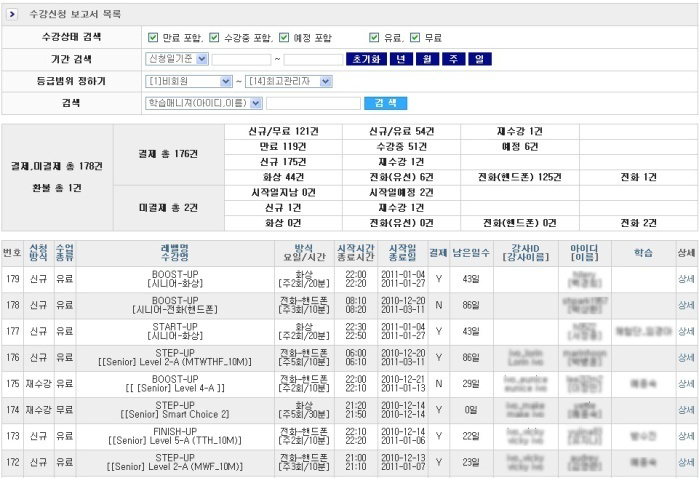 수강신청 보고서 목록
수강상태 검색 만료 포함, 수강중 포함, 예정 포함 유료, 무료
기간 검색 신청일기준 ~ 초기화 년 월 주 일
등급범위 정하기 [1]비회원 ~ [14]최고관리자
검색 학습매니져(아이디,이름) 검 색
결제,미결제 총 178건
환불 총 1건
결제 총 176건
신규/무료 121건 신규/유료 54건 재수강 1건
만료 119건 수강중 51건 예정 6건
신규 175건 재수강 1건
화상 44건 전화(유선) 6건 전화(핸드폰) 125건 전화 1건
미결제 총 2건
시작일지남 0건 시작일예정 2건
신규 1건 재수강 1건
화상 0건 전화(유선) 0건 전화(핸드폰) 0건 전화 2건
번호 신청방식 수업종류 레벨명 수강명 방식 요일/시간 시작시간 종료시간 시작일 종료일 결제 남은일수 강사ID [강사이름] 아이디 [이름] 학습 상세
179 신규 유료 BOOST-UP 화상 22:00 2011-01-04 Y 43일 상세
[시니어-화상] [주2회/20분] 22:20 2011-01-27
178 신규 유료 BOOST-UP 전화-핸드폰 08:10 2010-12-20 N 86일 상세
[시니어-전화(핸드폰] [주3회/10분] 08:20 2011-03-11
177 신규 유료 START-UP 화상 22:30 2011-01-04 Y 43일 상세
[시니어-화상] [주2회/20분] 22:50 2011-01-27
176 신규 유료 STEP-UP 전화-핸드폰 06:00 2010-12-20 Y 86일 상세
[[Senior] Level 2-A (MTWTHF_10M)] [주5회/10분] 06:10 2011-03-11
175 재수강 유료 BOOST-UP 전화-핸드폰 22:00 2010-12-21 N 29일 상세
[[ [Senior] Level 4-A ]] [주2회/10분] 22:10 2011-01-13
174 재수강 무료 STEP-UP 화상 21:20 2010-12-14 Y 0일 상세
[[Senior] Smart Choice 2] [주5회/30분] 21:50 2010-12-14
173 신규 유료 FINISH-UP 전화-핸드폰 22:10 2010-12-14 Y 22일 상세
[[Senior] Level 5-A (TTH_10M)] [주2회/10분] 22:20 2011-01-06
172 신규 유료 STEP-UP 전화-핸드폰 21:00 2010-12-13 Y 23일 상세
[[Senior] Level 2-A (MWF_10M)] [주3회/10분] 21:10 2011-01-07